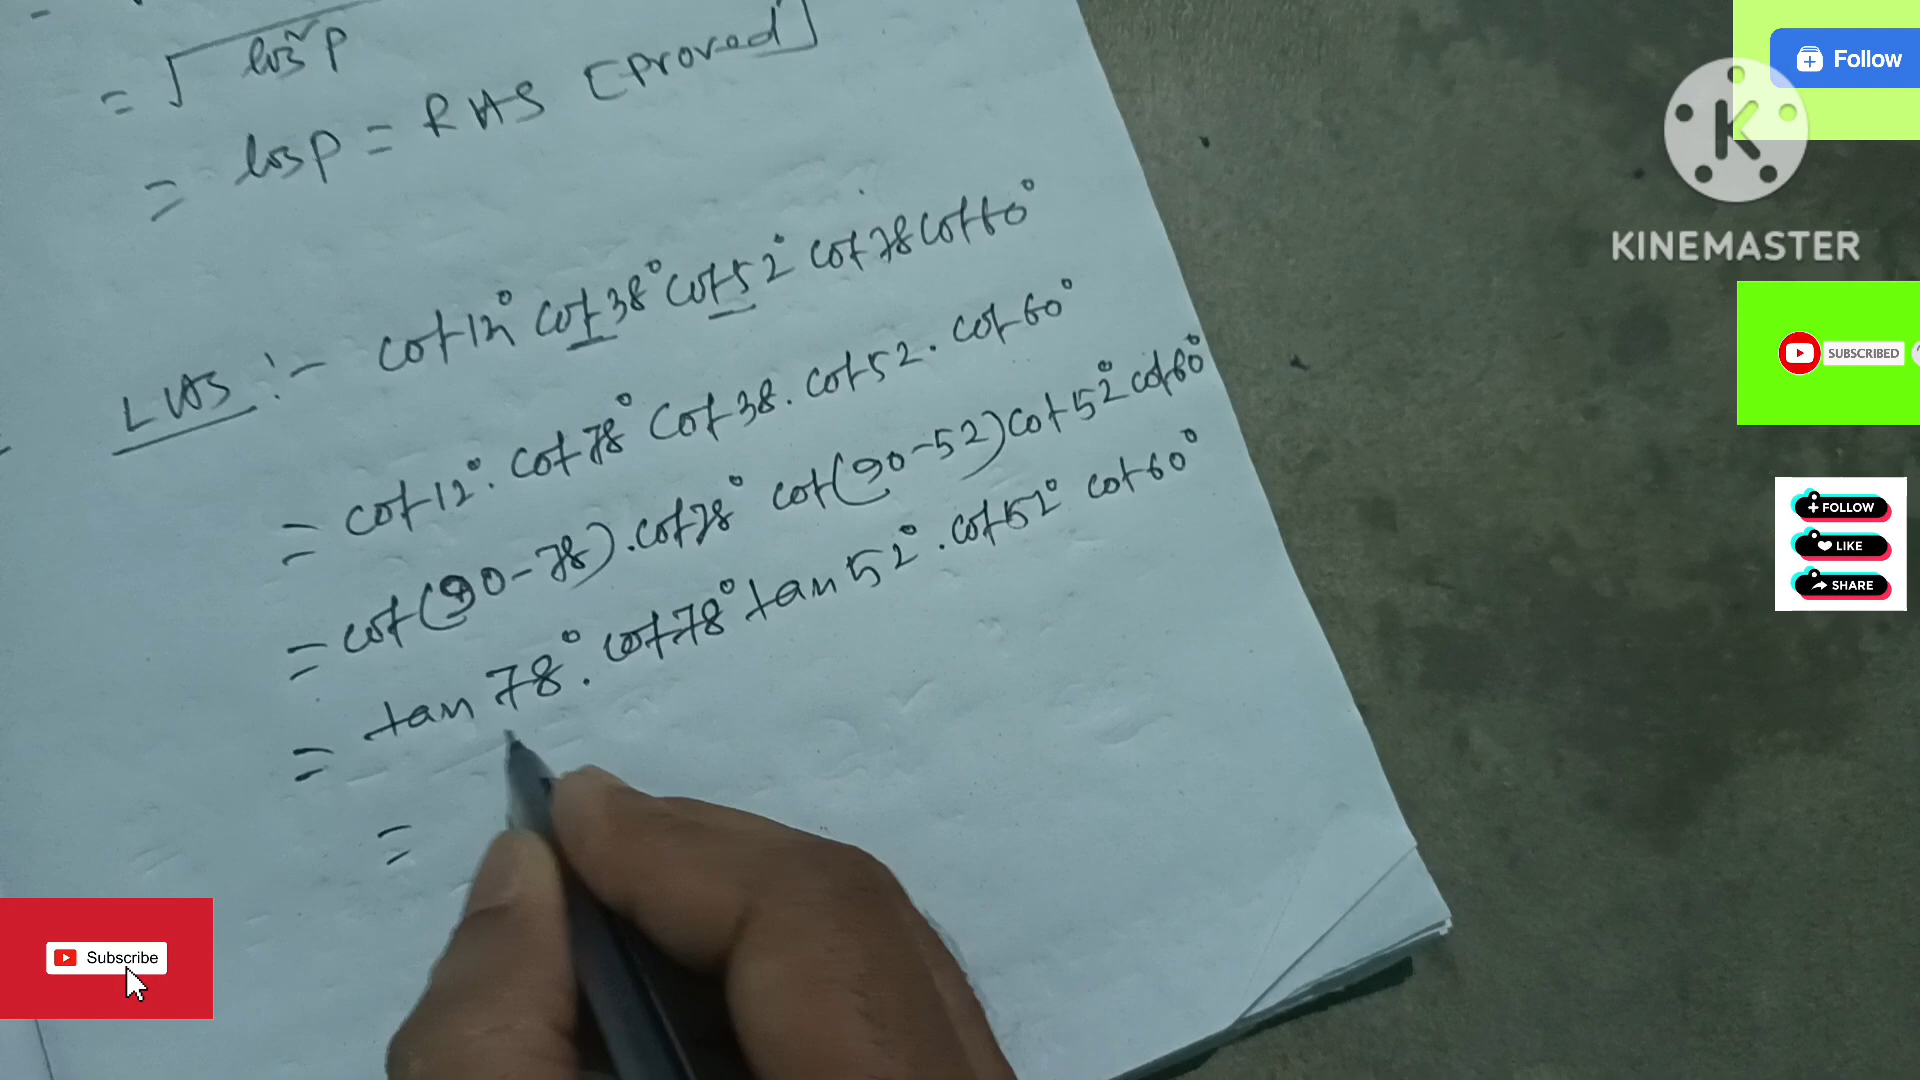 = √cos²P
= cosP = RHS [Proved]
LHS :- cot12° cot38° cot52° cot78 cot60°
= cot12° . cot78° cot38 . cot52 . cot60°
= cot(90-78) . cot78° cot(90-52) cot52° cot60°
= tan78° . cot78° tan52° . cot52° cot60°
=
Follow
KINEMASTER
SUBSCRIBED
FOLLOW
LIKE
SHARE
Subscribe